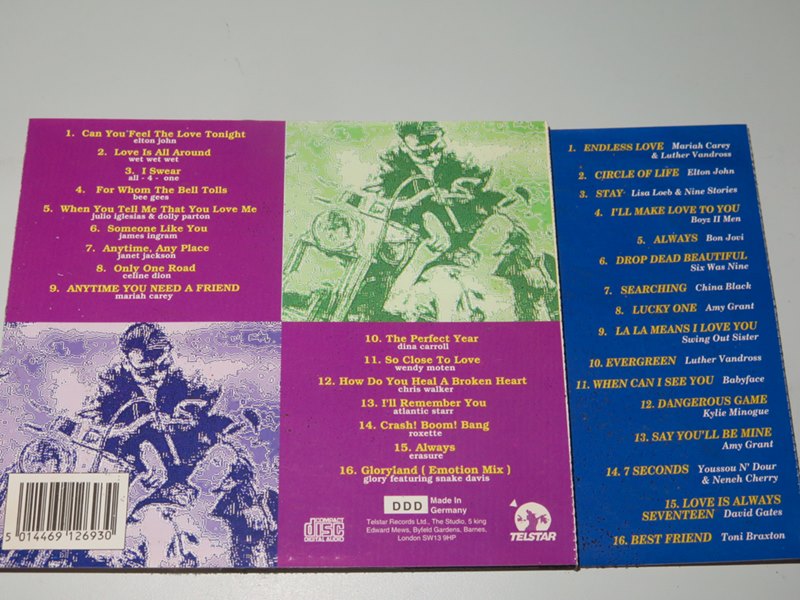 1. Can You Feel The Love Tonight
elton john
2. Love Is All Around
wet wet wet
3. I Swear
all - 4 - one
4. For Whom The Bell Tolls
bee gees
5. When You Tell Me That You Love Me
julio iglesias & dolly parton
6. Someone Like You
james ingram
7. Anytime, Any Place
janet jackson
8. Only One Road
celine dion
9. ANYTIME YOU NEED A FRIEND
mariah carey
5 014469 126930
10. The Perfect Year
dina carroll
11. So Close To Love
wendy moten
12. How Do You Heal A Broken Heart
chris walker
13. I'll Remember You
atlantic starr
14. Crash! Boom! Bang
roxette
15. Always
erasure
16. Gloryland ( Emotion Mix )
glory featuring snake davis
COMPACT
disc
DIGITAL AUDIO
DDD
Made In
Germany
Telstar Records Ltd., The Studio, 5 king
Edward Mews, Byfeld Gardens, Barnes,
London SW13 9HP
TELSTAR
1. ENDLESS LOVE Mariah Carey
& Luther Vandross
2. CIRCLE OF LIFE Elton John
3. STAY Lisa Loeb & Nine Stories
4. I'LL MAKE LOVE TO YOU
Boyz II Men
5. ALWAYS Bon Jovi
6. DROP DEAD BEAUTIFUL
Six Was Nine
7. SEARCHING China Black
8. LUCKY ONE Amy Grant
9. LA LA MEANS I LOVE YOU
Swing Out Sister
10. EVERGREEN Luther Vandross
11. WHEN CAN I SEE YOU Babyface
12. DANGEROUS GAME
Kylie Minogue
13. SAY YOU'LL BE MINE
Amy Grant
14. 7 SECONDS Youssou N' Dour
& Neneh Cherry
15. LOVE IS ALWAYS
SEVENTEEN David Gates
16. BEST FRIEND Toni Braxton